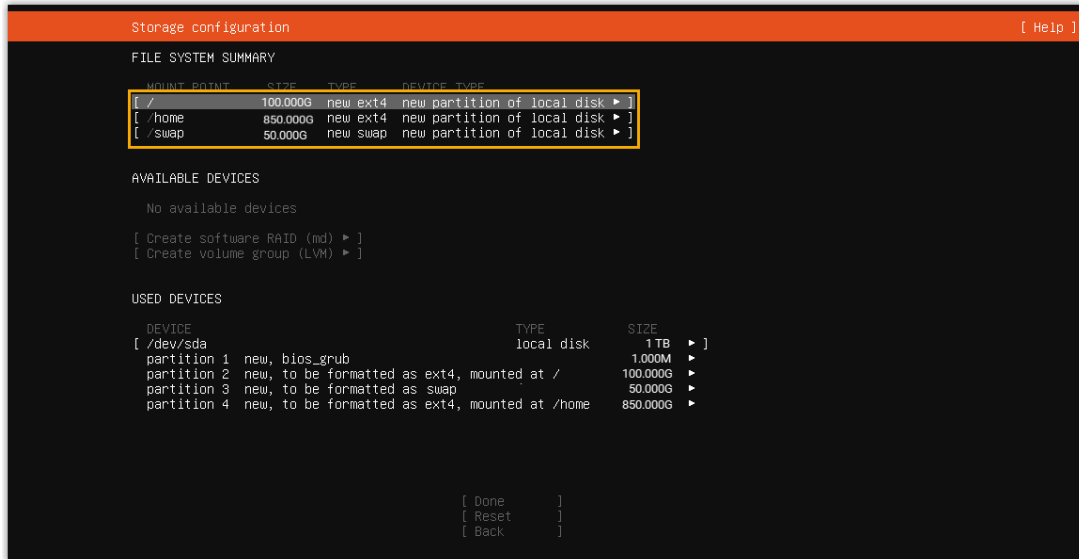 Storage configuration [ Help ]
FILE SYSTEM SUMMARY
MOUNT POINT SIZE TYPE DEVICE TYPE
[ / 100.000G new ext4 new partition of local disk ▸ ]
[ /home 850.000G new ext4 new partition of local disk ▸ ]
[ /swap 50.000G new swap new partition of local disk ▸ ]
AVAILABLE DEVICES
No available devices
[ Create software RAID (md) ▸ ]
[ Create volume group (LVM) ▸ ]
USED DEVICES
DEVICE TYPE SIZE
[ /dev/sda local disk 1 TB ▸ ]
partition 1 new, bios_grub 1.000M ▸
partition 2 new, to be formatted as ext4, mounted at / 100.000G ▸
partition 3 new, to be formatted as swap 50.000G ▸
partition 4 new, to be formatted as ext4, mounted at /home 850.000G ▸
[ Done ]
[ Reset ]
[ Back ]